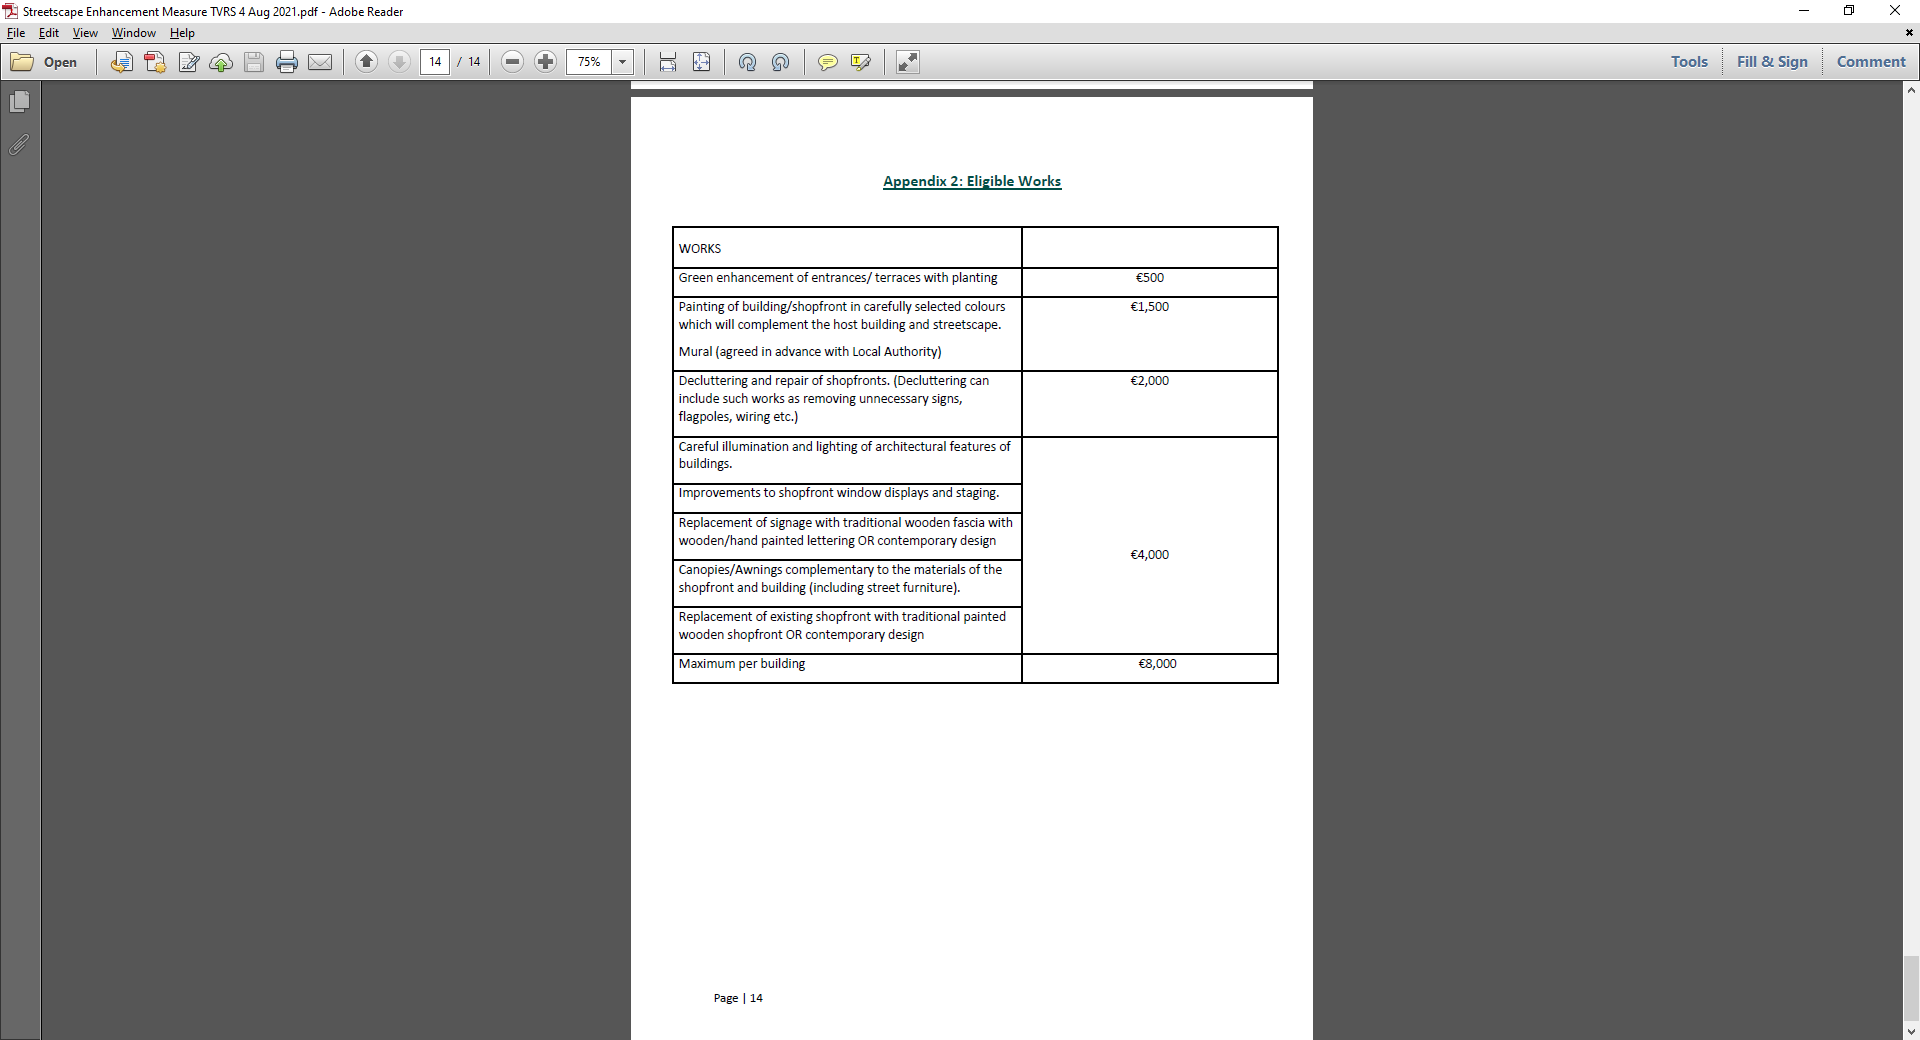 Streetscape Enhancement Measure TVRS 4 Aug 2021.pdf - Adobe Reader
File Edit View Window Help
Open 14 / 14 75% Tools Fill & Sign Comment
Appendix 2: Eligible Works
WORKS
Green enhancement of entrances/ terraces with planting €500
Painting of building/shopfront in carefully selected colours €1,500
which will complement the host building and streetscape.
Mural (agreed in advance with Local Authority)
Decluttering and repair of shopfronts. (Decluttering can €2,000
include such works as removing unnecessary signs,
flagpoles, wiring etc.)
Careful illumination and lighting of architectural features of
buildings.
Improvements to shopfront window displays and staging.
Replacement of signage with traditional wooden fascia with
wooden/hand painted lettering OR contemporary design
€4,000
Canopies/Awnings complementary to the materials of the
shopfront and building (including street furniture).
Replacement of existing shopfront with traditional painted
wooden shopfront OR contemporary design
Maximum per building €8,000
Page | 14